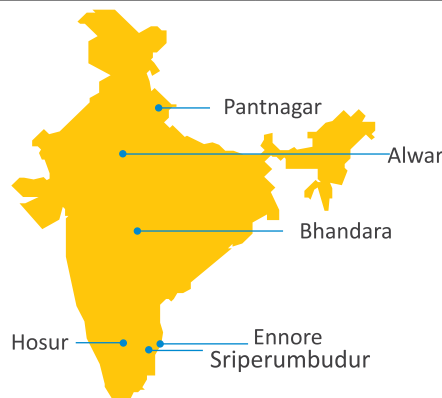 Pantnagar
Alwar
Bhandara
Hosur
Ennore
Sriperumbudur